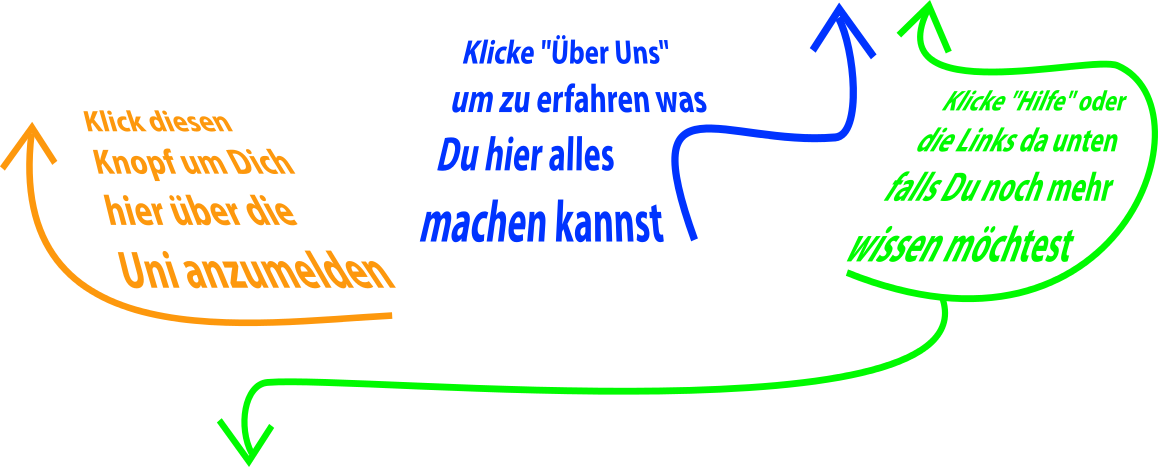 Klick diesen
Knopf um Dich
hier über die
Uni anzumelden
Klicke "Über Uns"
um zu erfahren was
Du hier alles
machen kannst
Klicke "Hilfe" oder
die Links da unten
falls Du noch mehr
wissen möchtest